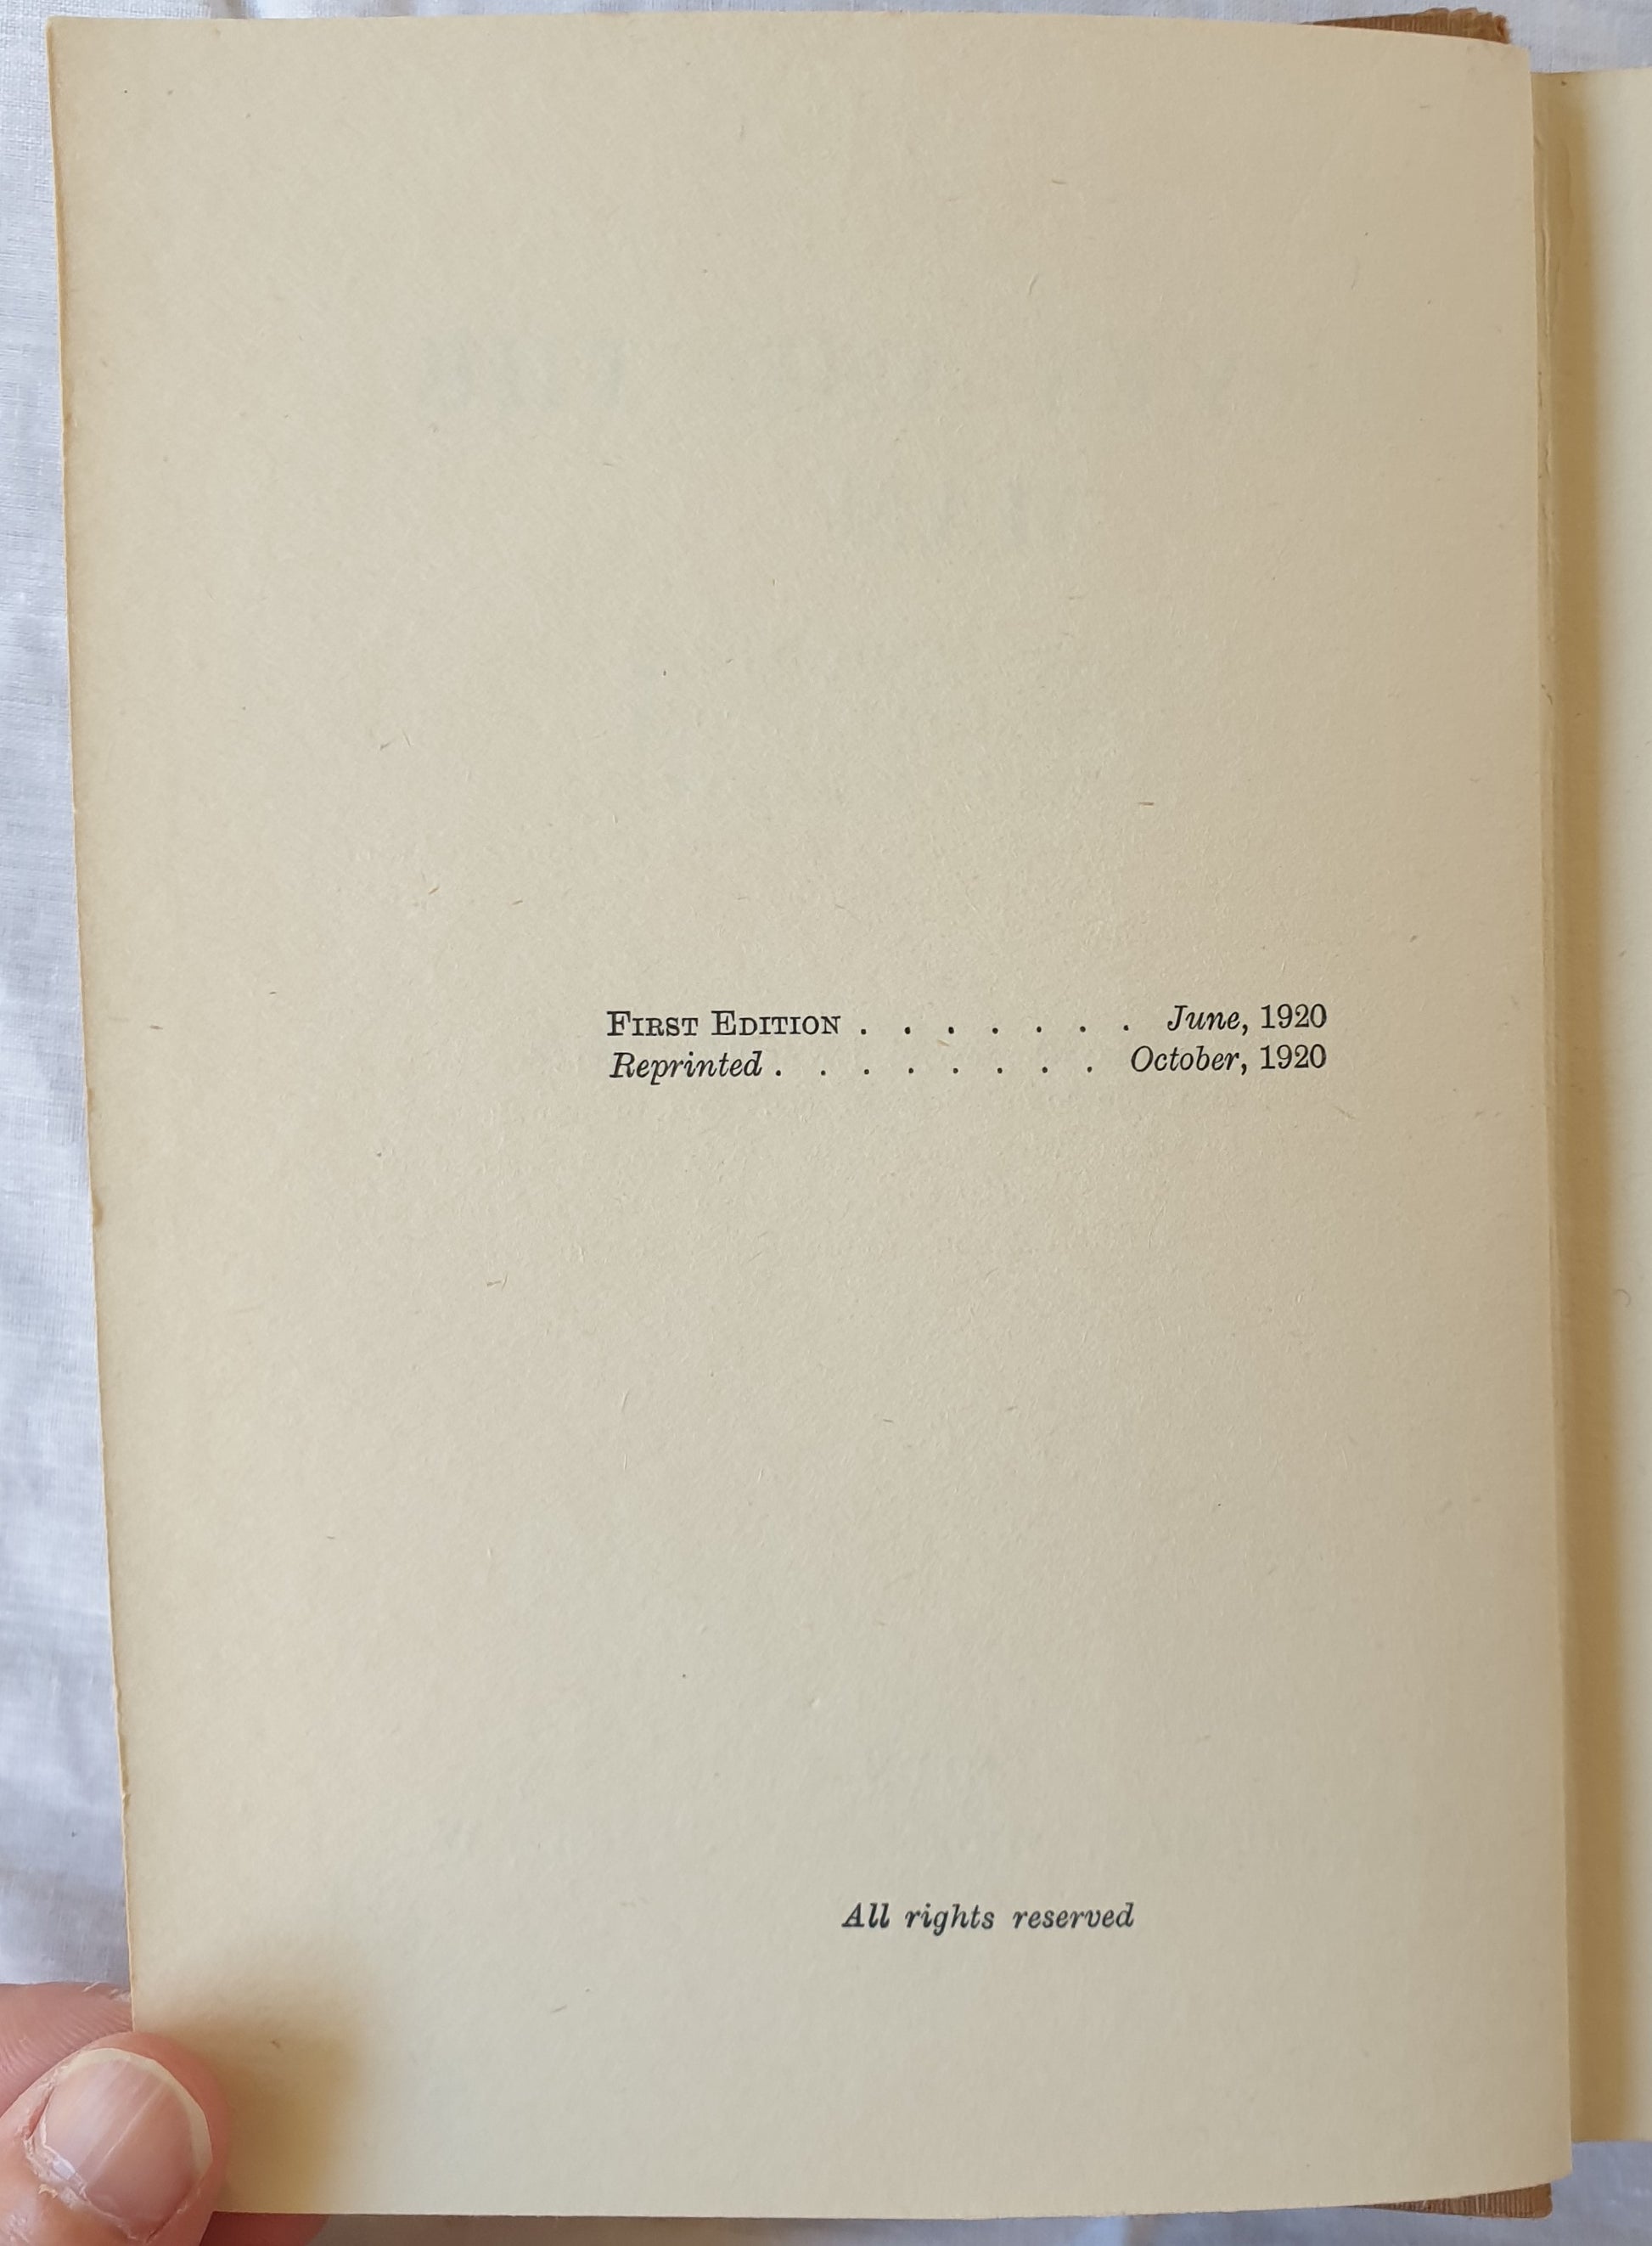 First Edition . . . . . . . June, 1920
Reprinted . . . . . . . . October, 1920
All rights reserved